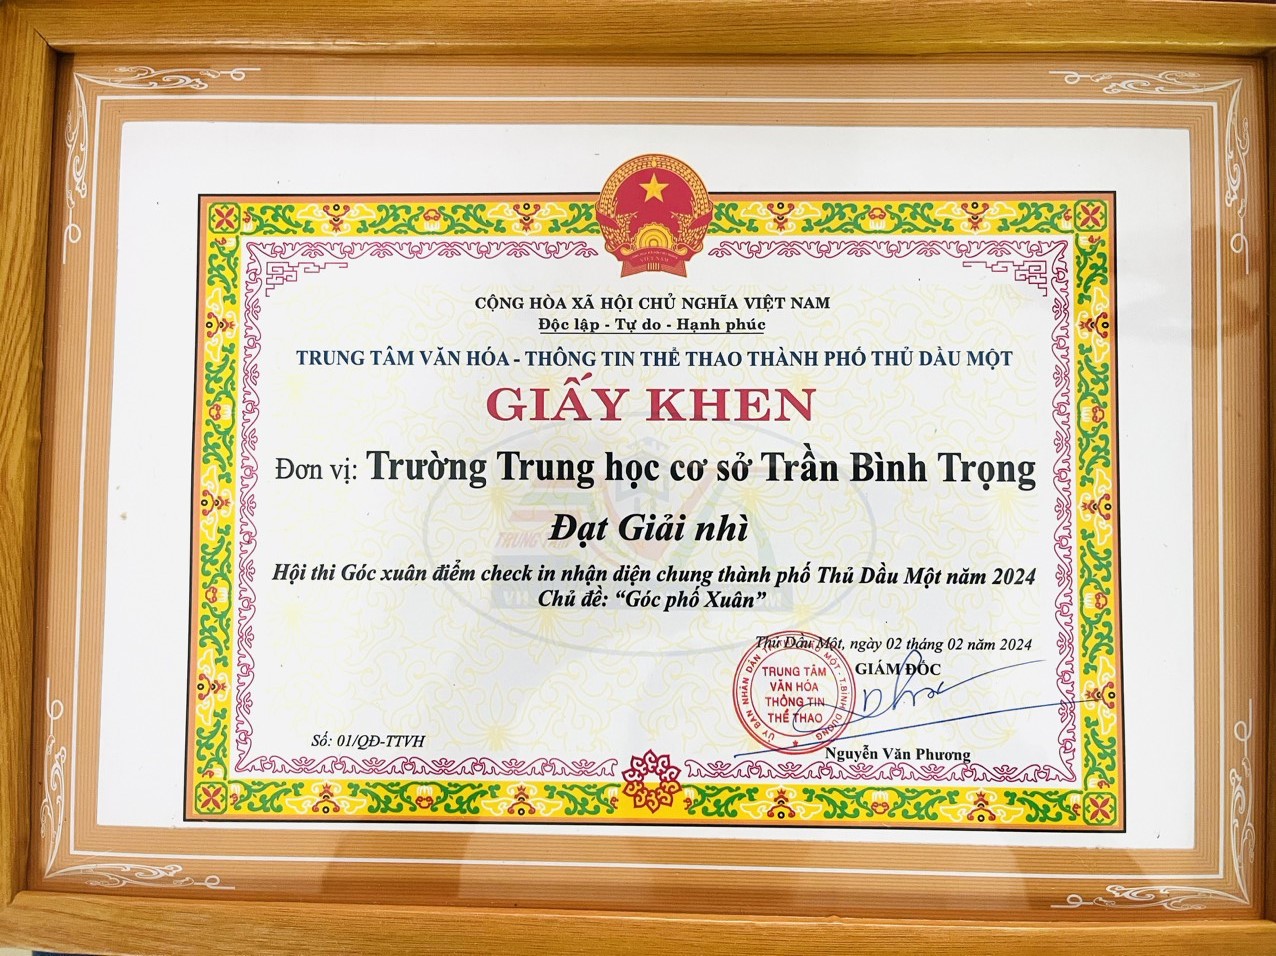 CỘNG HÒA XÃ HỘI CHỦ NGHĨA VIỆT NAM
Độc lập - Tự do - Hạnh phúc
TRUNG TÂM VĂN HÓA - THÔNG TIN THỂ THAO THÀNH PHỐ THỦ DẦU MỘT
GIẤY KHEN
Đơn vị: Trường Trung học cơ sở Trần Bình Trọng
Đạt Giải nhì
Hội thi Góc xuân điểm check in nhận diện chung thành phố Thủ Dầu Một năm 2024
Chủ đề: “Góc phố Xuân”
Thủ Dầu Một, ngày 02 tháng 02 năm 2024
GIÁM ĐỐC
TRUNG TÂM
VĂN HÓA
THÔNG TIN
THỂ THAO
Nguyễn Văn Phương
Số: 01/QĐ-TTVH